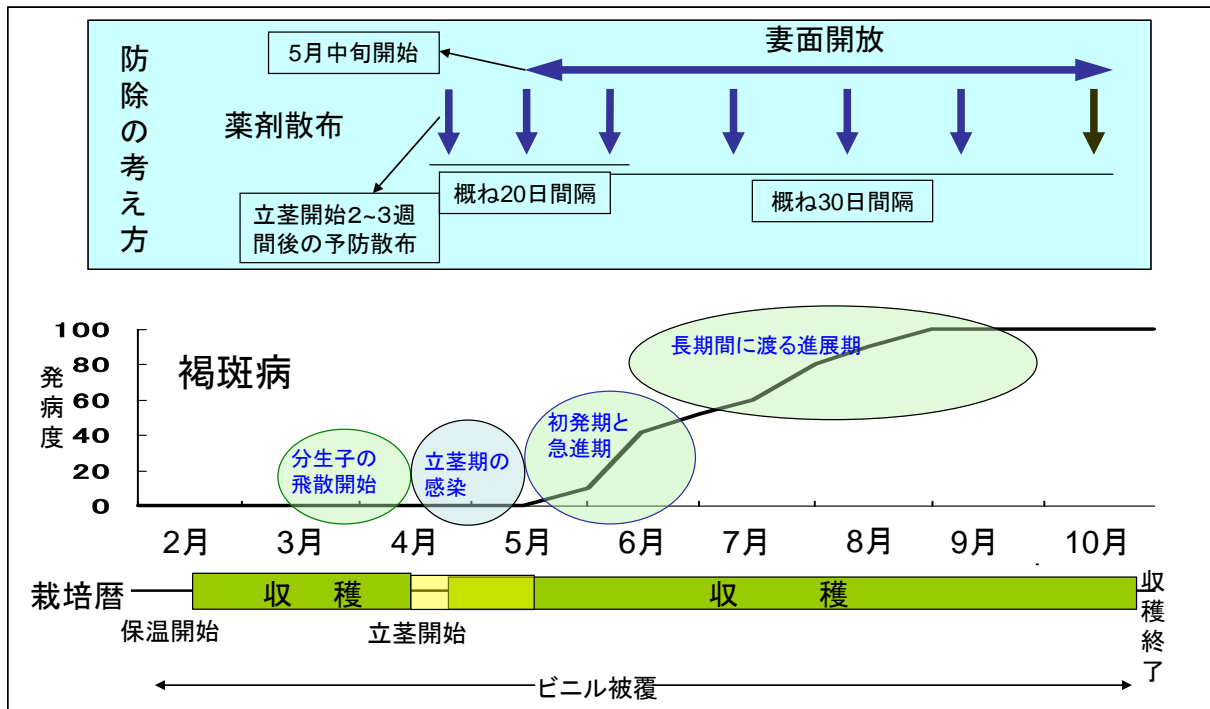 防除の考え方
5月中旬開始
妻面開放
薬剤散布
概ね20日間隔
概ね30日間隔
立茎開始2~3週
間後の予防散布
発病度
100
80
60
40
20
0
褐斑病
分生子の
飛散開始
立茎期の
感染
初発期と
急進期
長期間に渡る進展期
2月 3月 4月 5月 6月 7月 8月 9月 10月
栽培暦
収 穫
収 穫
収穫終了
保温開始
立茎開始
ビニル被覆